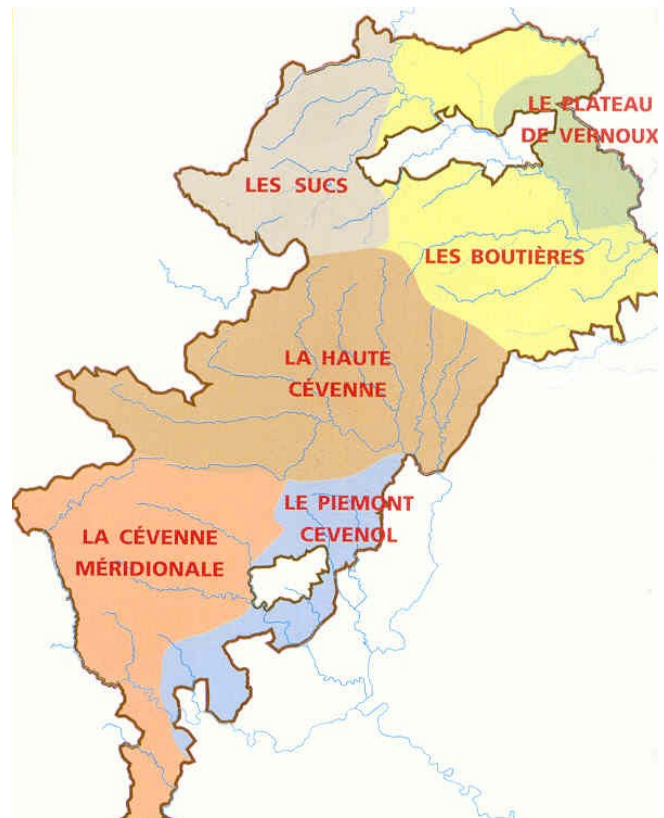 LE PLATEAU
DE VERNOUX
LES SUCS
LES BOUTIÈRES
LA HAUTE
CÉVENNE
LE PIEMONT
CEVENOL
LA CÉVENNE
MÉRIDIONALE